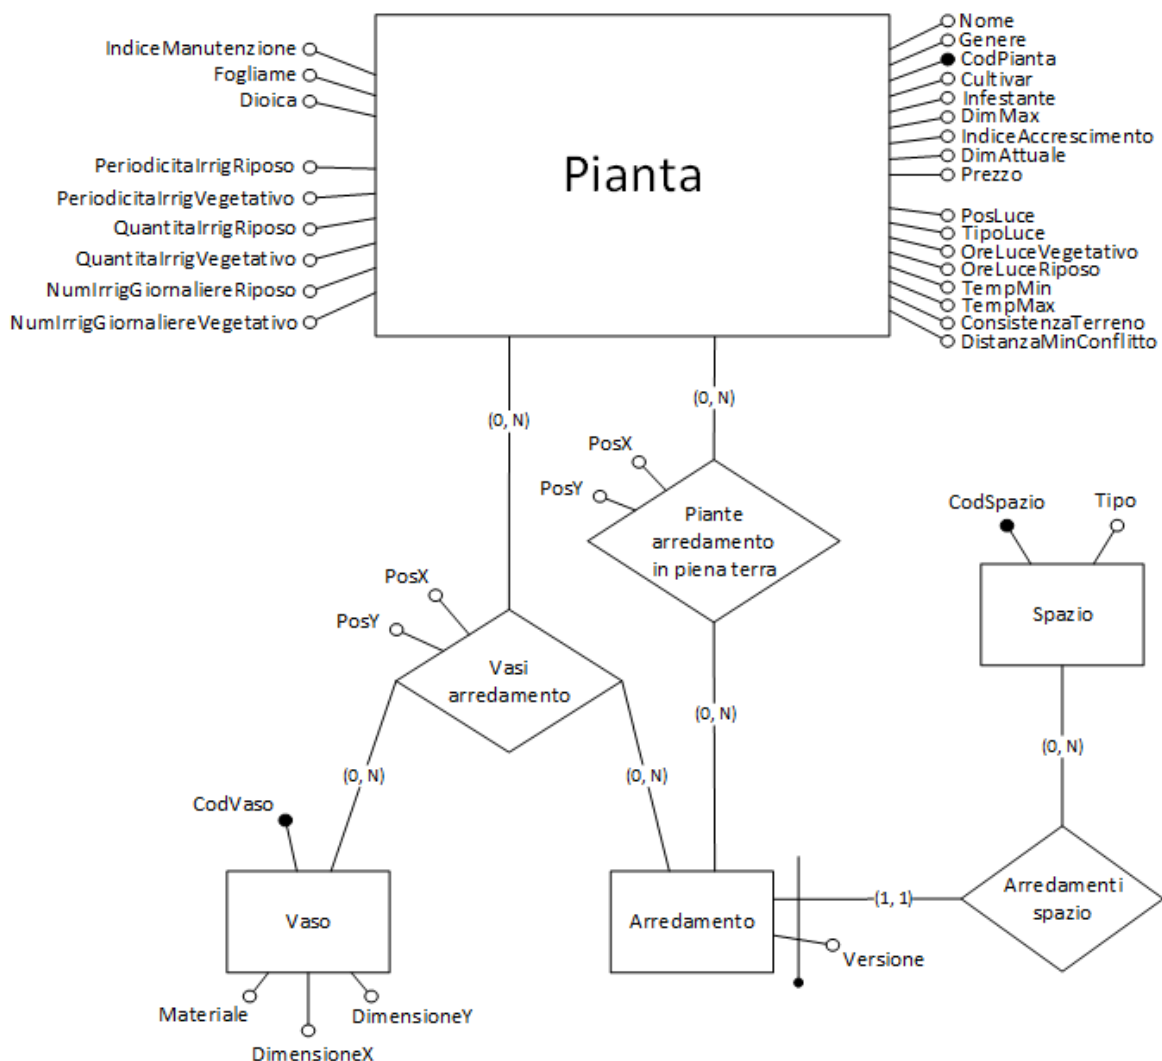 IndiceManutenzione
Fogliame
Dioica
PeriodicitaIrrigRiposo
PeriodicitaIrrigVegetativo
QuantitaIrrigRiposo
QuantitaIrrigVegetativo
NumIrrigGiornaliereRiposo
NumIrrigGiornaliereVegetativo
Pianta
Nome
Genere
CodPianta
Cultivar
Infestante
DimMax
IndiceAccrescimento
DimAttuale
Prezzo
PosLuce
TipoLuce
OreLuceVegetativo
OreLuceRiposo
TempMin
TempMax
ConsistenzaTerreno
DistanzaMinConflitto
(0, N)
(0, N)
PosX
PosY
Piante
arredamento
in piena terra
CodSpazio
Tipo
Spazio
PosX
PosY
Vasi
arredamento
(0, N)
(0, N)
(0, N)
(0, N)
CodVaso
Vaso
Materiale
DimensioneX
DimensioneY
Arredamento
(1, 1)
Versione
Arredamenti
spazio